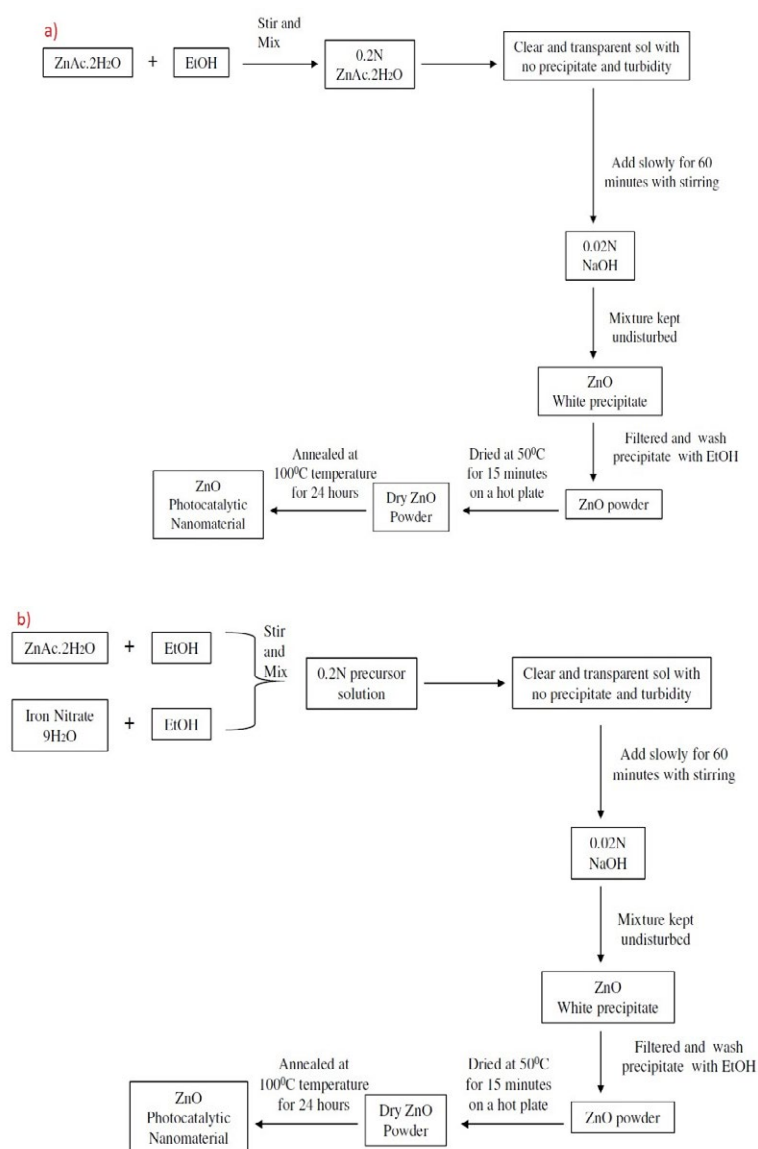 a)
ZnAc.2H₂O
+
EtOH
Stir and
Mix
0.2N
ZnAc.2H₂O
Clear and transparent sol with
no precipitate and turbidity
Add slowly for 60
minutes with stirring
0.02N
NaOH
Mixture kept
undisturbed
ZnO
White precipitate
Filtered and wash
precipitate with EtOH
ZnO powder
Dried at 50⁰C
for 15 minutes
on a hot plate
Dry ZnO
Powder
Annealed at
100⁰C temperature
for 24 hours
ZnO
Photocatalytic
Nanomaterial
b)
ZnAc.2H₂O
+
EtOH
Iron Nitrate
9H₂O
+
EtOH
Stir
and
Mix
0.2N precursor
solution
Clear and transparent sol with
no precipitate and turbidity
Add slowly for 60
minutes with stirring
0.02N
NaOH
Mixture kept
undisturbed
ZnO
White precipitate
Filtered and wash
precipitate with EtOH
ZnO powder
Dried at 50⁰C
for 15 minutes
on a hot plate
Dry ZnO
Powder
Annealed at
100⁰C temperature
for 24 hours
ZnO
Photocatalytic
Nanomaterial